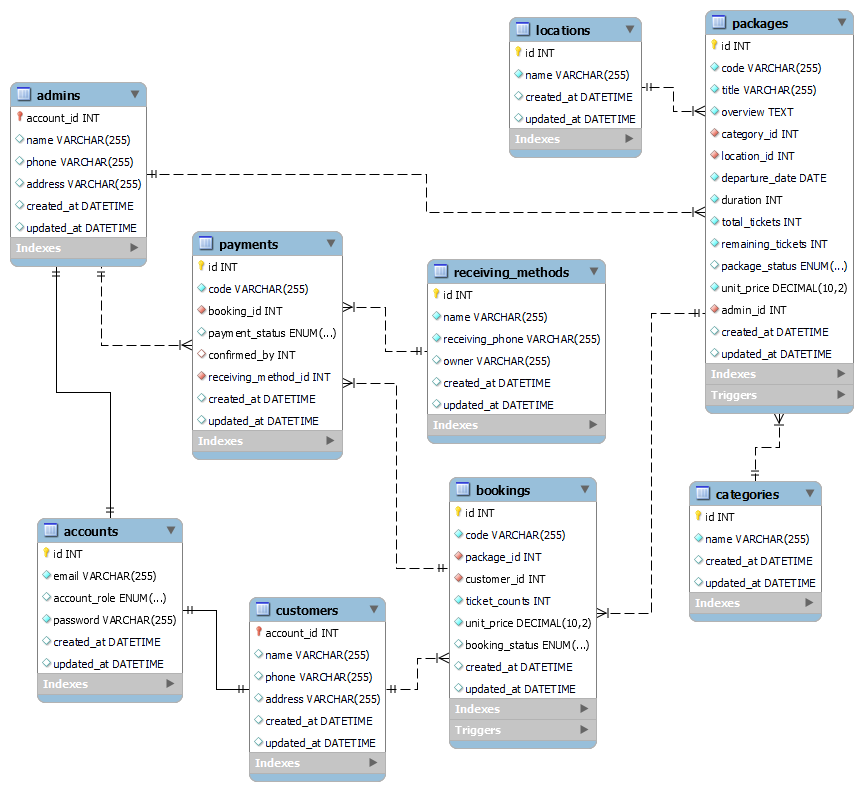 locations
id INT
name VARCHAR(255)
created_at DATETIME
updated_at DATETIME
Indexes
packages
id INT
code VARCHAR(255)
title VARCHAR(255)
overview TEXT
category_id INT
location_id INT
departure_date DATE
duration INT
total_tickets INT
remaining_tickets INT
package_status ENUM(...)
unit_price DECIMAL(10,2)
admin_id INT
created_at DATETIME
updated_at DATETIME
Indexes
Triggers
admins
account_id INT
name VARCHAR(255)
phone VARCHAR(255)
address VARCHAR(255)
created_at DATETIME
updated_at DATETIME
Indexes
payments
id INT
code VARCHAR(255)
booking_id INT
payment_status ENUM(...)
confirmed_by INT
receiving_method_id INT
created_at DATETIME
updated_at DATETIME
Indexes
receiving_methods
id INT
name VARCHAR(255)
receiving_phone VARCHAR(255)
owner VARCHAR(255)
created_at DATETIME
updated_at DATETIME
Indexes
bookings
id INT
code VARCHAR(255)
package_id INT
customer_id INT
ticket_counts INT
unit_price DECIMAL(10,2)
booking_status ENUM(...)
created_at DATETIME
updated_at DATETIME
Indexes
Triggers
categories
id INT
name VARCHAR(255)
created_at DATETIME
updated_at DATETIME
Indexes
accounts
id INT
email VARCHAR(255)
account_role ENUM(...)
password VARCHAR(255)
created_at DATETIME
updated_at DATETIME
Indexes
customers
account_id INT
name VARCHAR(255)
phone VARCHAR(255)
address VARCHAR(255)
created_at DATETIME
updated_at DATETIME
Indexes